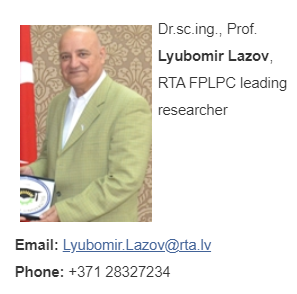 Dr.sc.ing., Prof.
Lyubomir Lazov,
RTA FPLPC leading
researcher
Email: Lyubomir.Lazov@rta.lv
Phone: +371 28327234